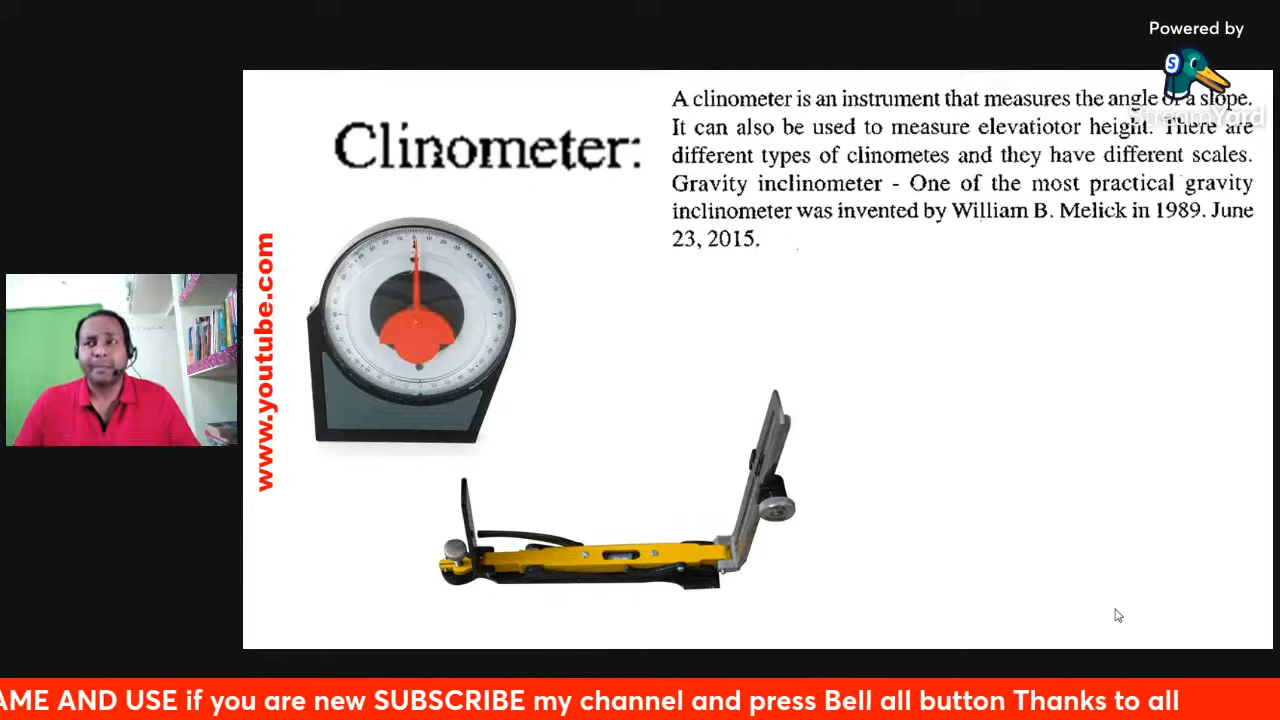 Powered by
StreamYard
Clinometer:
A clinometer is an instrument that measures the angle of a slope.
It can also be used to measure elevatiotor height. There are
different types of clinometes and they have different scales.
Gravity inclinometer - One of the most practical gravity
inclinometer was invented by William B. Melick in 1989. June
23, 2015.
www.youtube.com
AME AND USE if you are new SUBSCRIBE my channel and press Bell all button Thanks to all